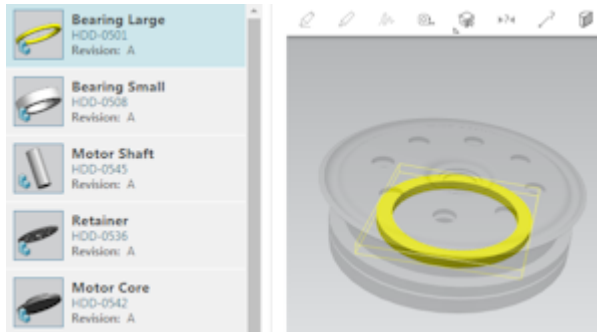 Bearing Large
HDD-0501
Revision: A
Bearing Small
HDD-0508
Revision: A
Motor Shaft
HDD-0545
Revision: A
Retainer
HDD-0536
Revision: A
Motor Core
HDD-0542
Revision: A